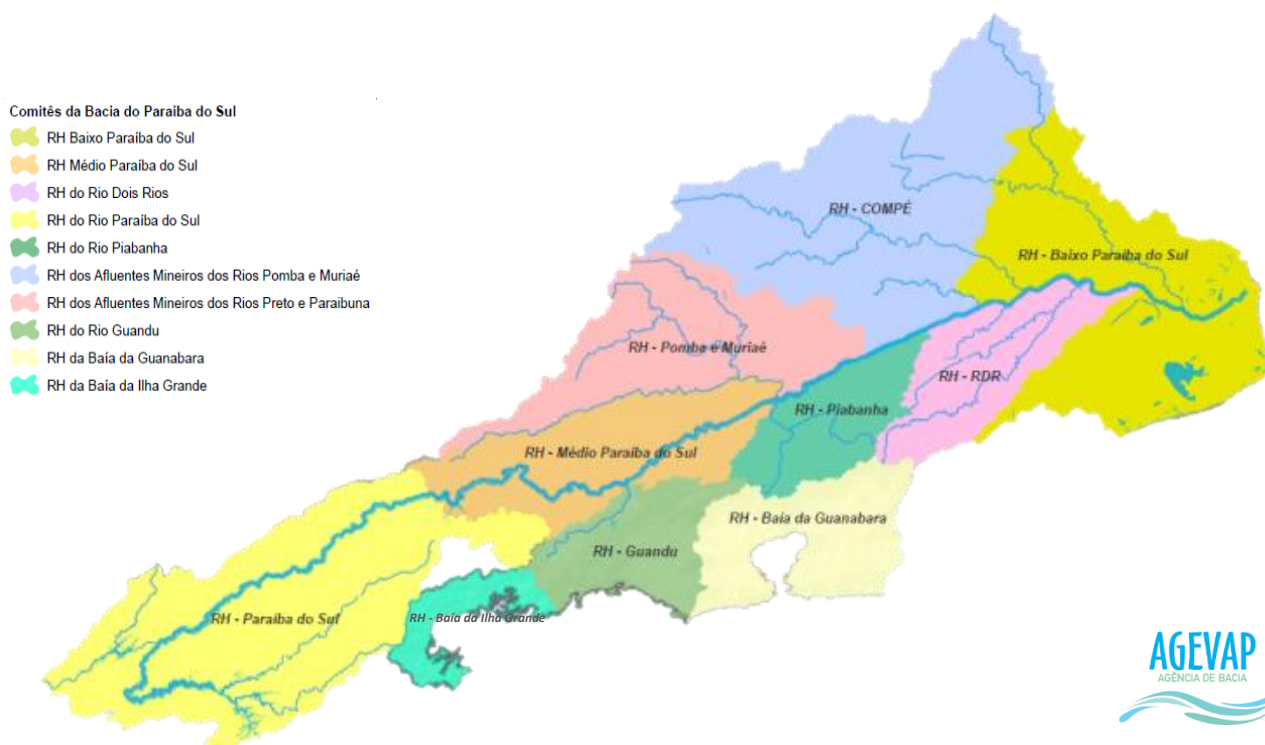 Comitês da Bacia do Paraiba do Sul
RH Baixo Paraíba do Sul
RH Médio Paraíba do Sul
RH do Rio Dois Rios
RH do Rio Paraíba do Sul
RH do Rio Piabanha
RH dos Afluentes Mineiros dos Rios Pomba e Muriaé
RH dos Afluentes Mineiros dos Rios Preto e Paraibuna
RH do Rio Guandu
RH da Baía da Guanabara
RH da Baía da Ilha Grande
RH - COMPÉ
RH - Baixo Paraíba do Sul
RH - Pomba e Muriaé
RH - RDR
RH - Piabanha
RH - Médio Paraíba do Sul
RH - Baía da Guanabara
RH - Guandu
RH - Paraíba do Sul
RH - Baía da Ilha Grande
AGEVAP
AGÊNCIA DE BACIA